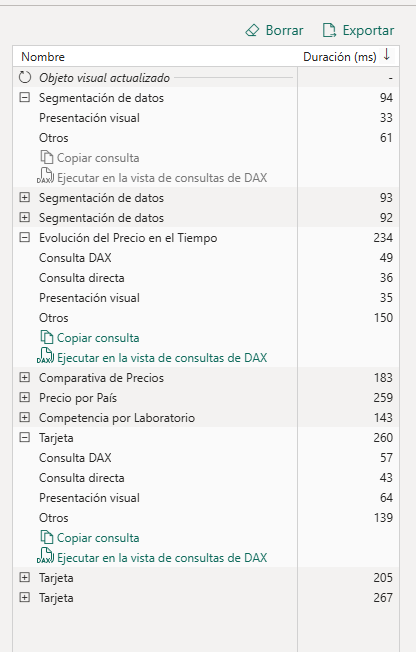 Borrar Exportar
Nombre Duración (ms) ↓
Objeto visual actualizado -
Segmentación de datos 94
Presentación visual 33
Otros 61
Copiar consulta
DAX Ejecutar en la vista de consultas de DAX
Segmentación de datos 93
Segmentación de datos 92
Evolución del Precio en el Tiempo 234
Consulta DAX 49
Consulta directa 36
Presentación visual 35
Otros 150
Copiar consulta
DAX Ejecutar en la vista de consultas de DAX
Comparativa de Precios 183
Precio por País 259
Competencia por Laboratorio 143
Tarjeta 260
Consulta DAX 57
Consulta directa 43
Presentación visual 64
Otros 139
Copiar consulta
DAX Ejecutar en la vista de consultas de DAX
Tarjeta 205
Tarjeta 267